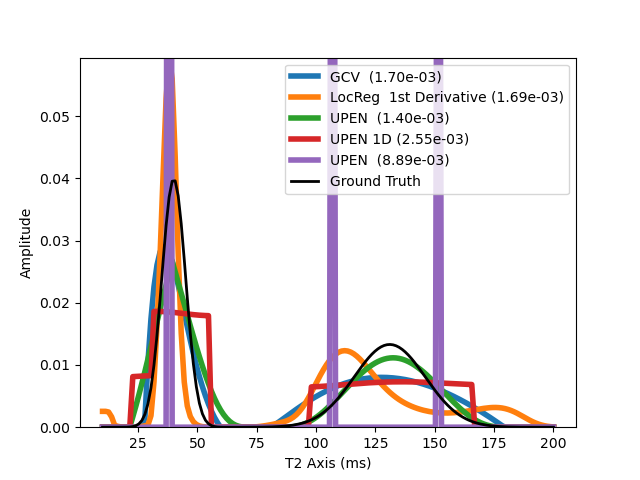 GCV  (1.70e-03)
LocReg  1st Derivative (1.69e-03)
UPEN  (1.40e-03)
UPEN 1D (2.55e-03)
UPEN  (8.89e-03)
Ground Truth
0.05
0.04
0.03
0.02
0.01
0.00
Amplitude
25 50 75 100 125 150 175 200
T2 Axis (ms)